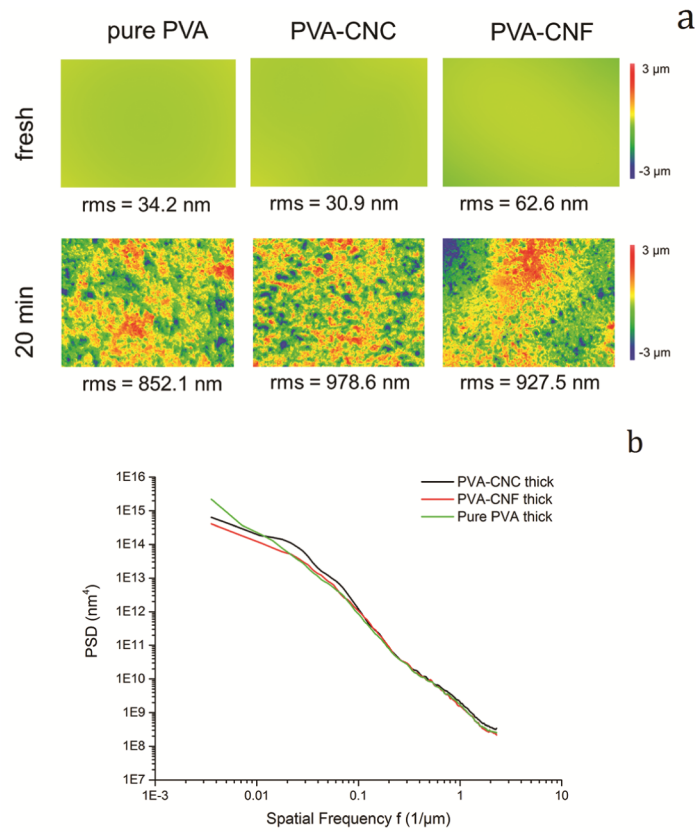 a
pure PVA PVA-CNC PVA-CNF
fresh
3 µm
-3 µm
rms = 34.2 nm rms = 30.9 nm rms = 62.6 nm
20 min
3 µm
-3 µm
rms = 852.1 nm rms = 978.6 nm rms = 927.5 nm
b
PVA-CNC thick
PVA-CNF thick
Pure PVA thick
PSD (nm⁴)
1E16
1E15
1E14
1E13
1E12
1E11
1E10
1E9
1E8
1E7
1E-3 0.01 0.1 1 10
Spatial Frequency f (1/µm)